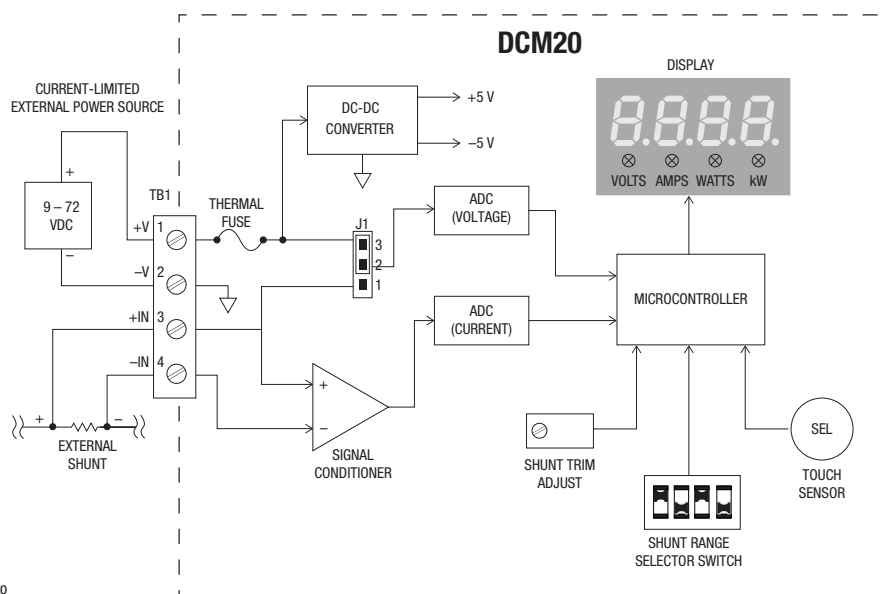 DCM20
DISPLAY
CURRENT-LIMITED
EXTERNAL POWER SOURCE
DC-DC
CONVERTER
+5 V
–5 V
VOLTS AMPS WATTS kW
+
9 – 72
VDC
–
TB1
THERMAL
FUSE
+V 1
–V 2
+IN 3
–IN 4
J1
3
2
1
ADC
(VOLTAGE)
ADC
(CURRENT)
MICROCONTROLLER
+
–
SIGNAL
CONDITIONER
+ –
EXTERNAL
SHUNT
SHUNT TRIM
ADJUST
SEL
TOUCH
SENSOR
SHUNT RANGE
SELECTOR SWITCH